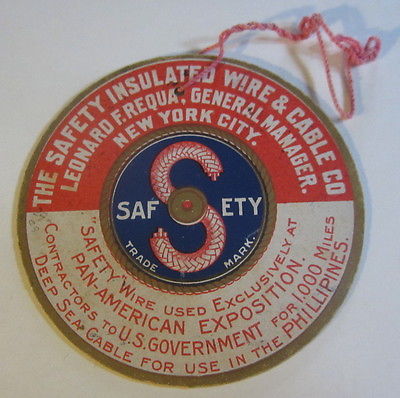 THE SAFETY INSULATED WIRE & CABLE CO
LEONARD F. REQUA, GENERAL MANAGER.
NEW YORK CITY.
SAF S ETY
TRADE MARK.
"SAFETY" WIRE USED EXCLUSIVELY AT
PAN-AMERICAN EXPOSITION.
CONTRACTORS TO U.S. GOVERNMENT FOR 1,000 MILES
DEEP SEA CABLE FOR USE IN THE PHILLIPINES.